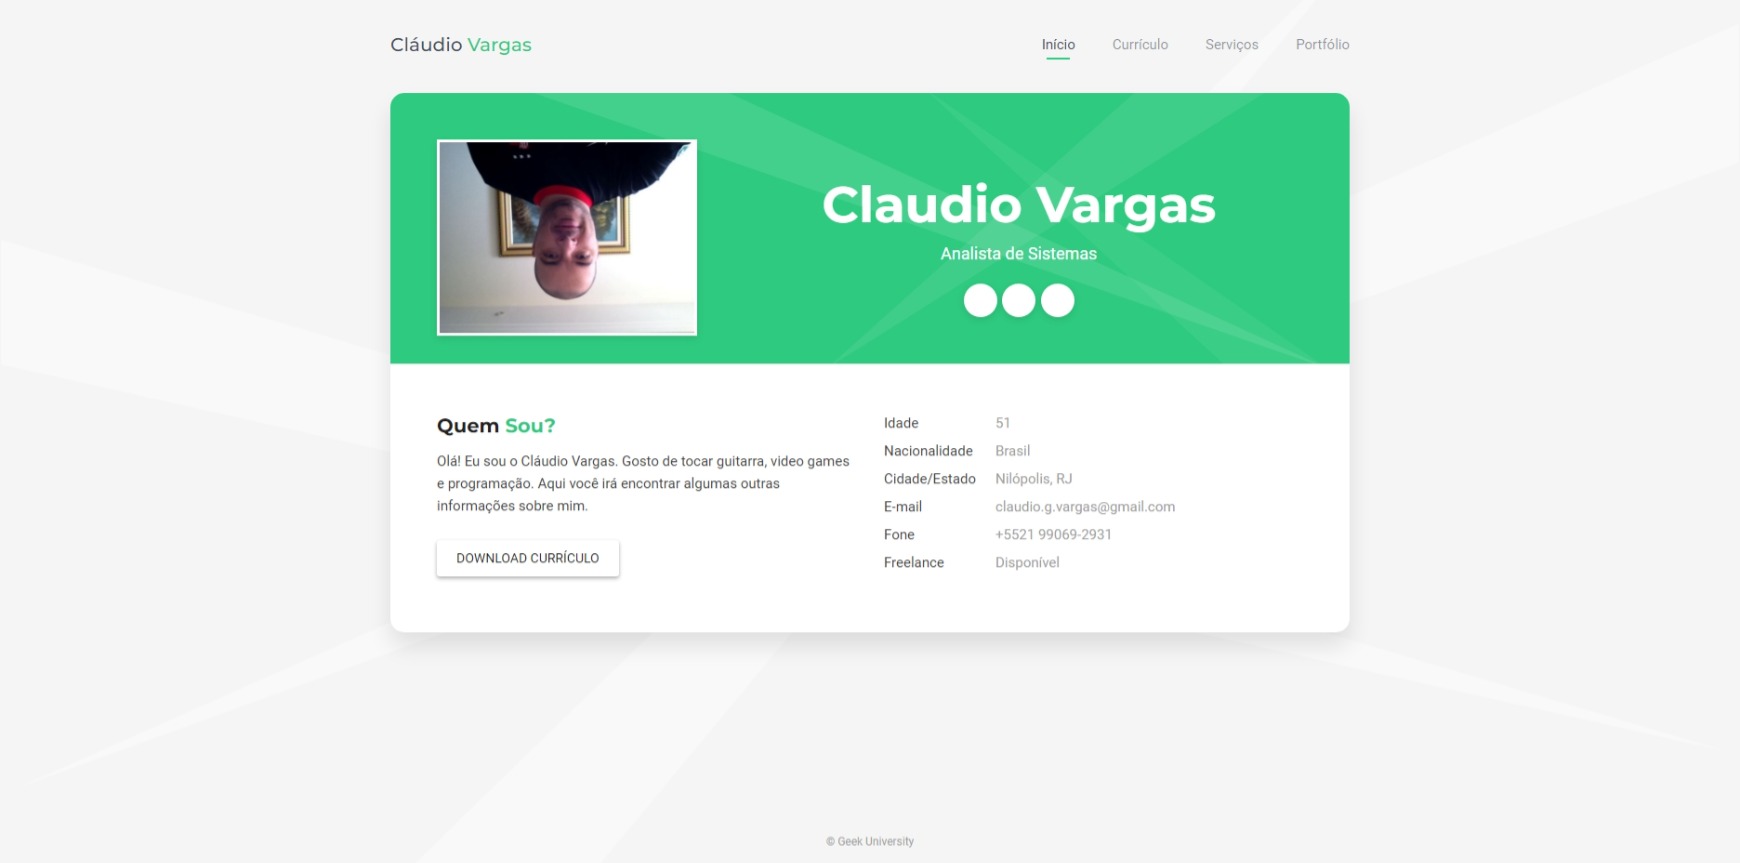 Cláudio Vargas
Início Currículo Serviços Portfólio
Claudio Vargas
Analista de Sistemas
Quem Sou?
Olá! Eu sou o Cláudio Vargas. Gosto de tocar guitarra, video games
e programação. Aqui você irá encontrar algumas outras
informações sobre mim.
DOWNLOAD CURRÍCULO
Idade 51
Nacionalidade Brasil
Cidade/Estado Nilópolis, RJ
E-mail claudio.g.vargas@gmail.com
Fone +5521 99069-2931
Freelance Disponível
© Geek University